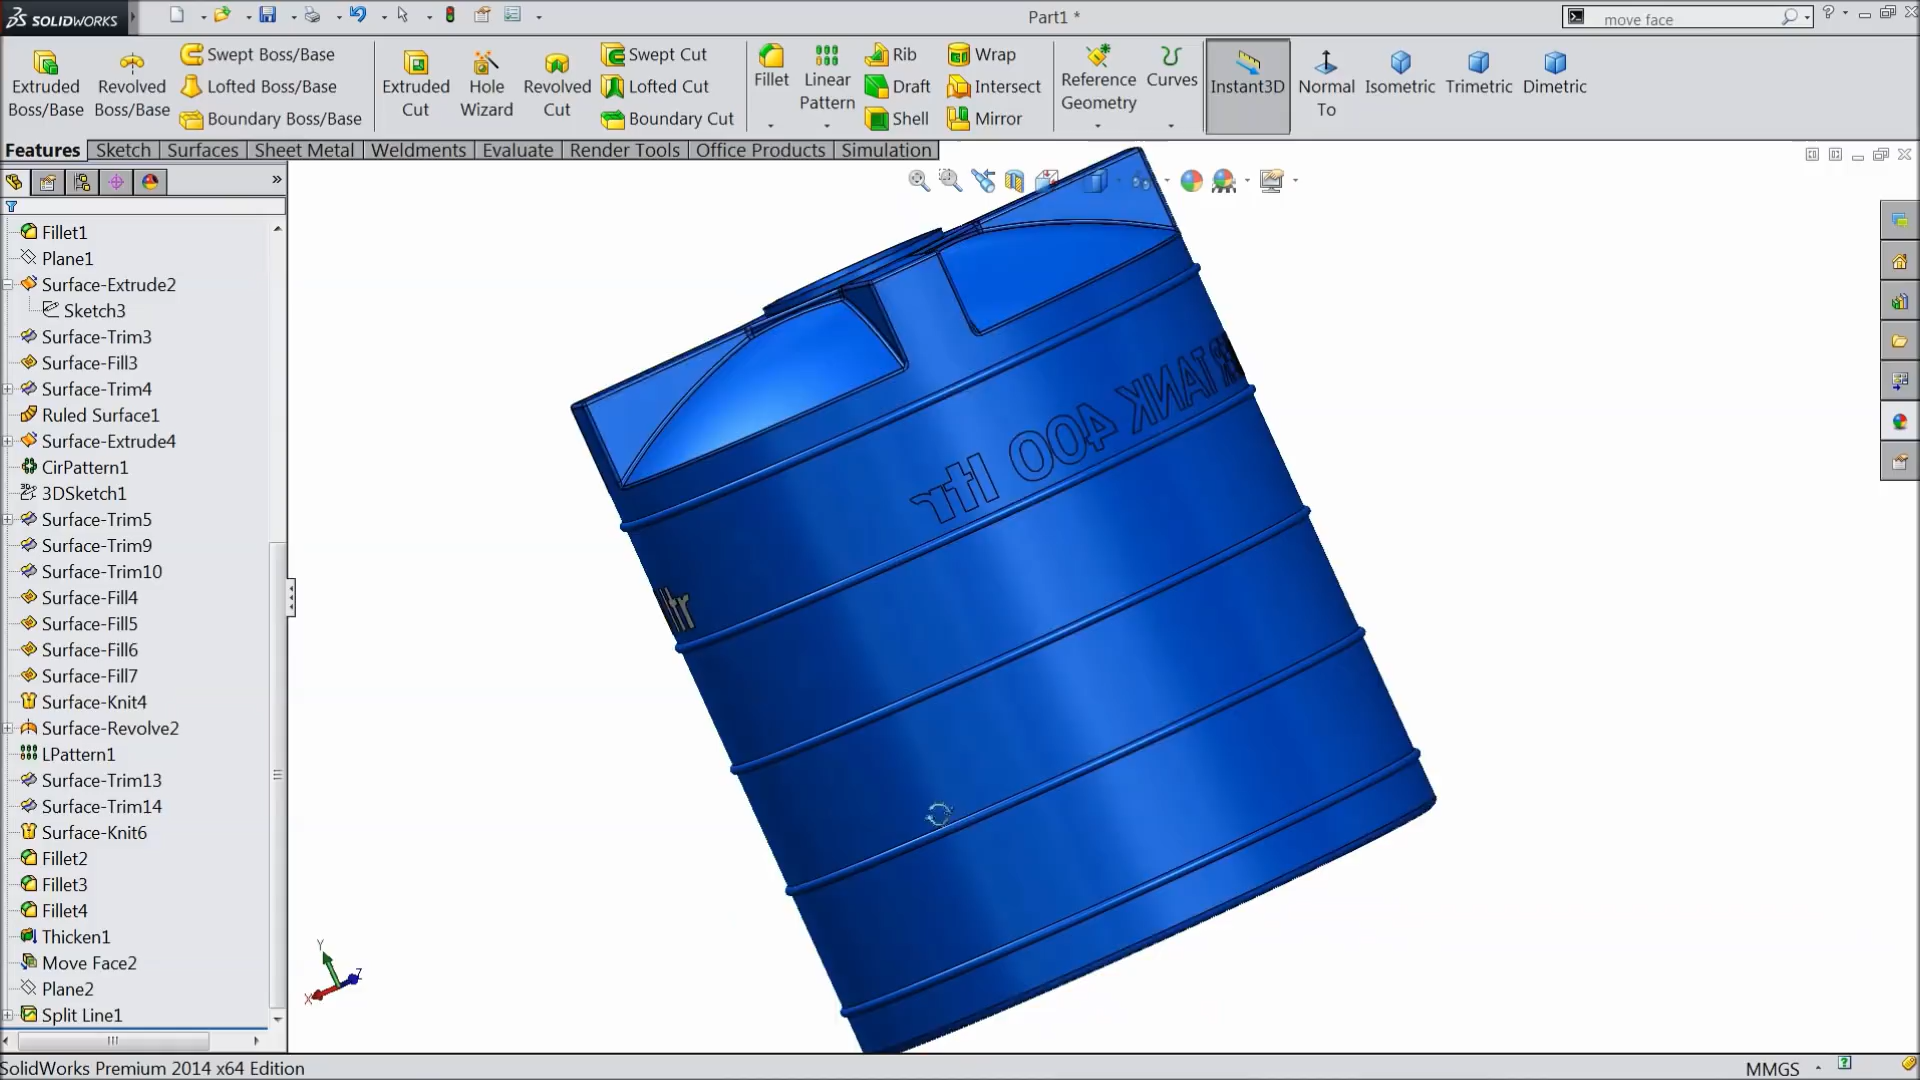 SOLIDWORKS
Part1 *
move face
Extruded Boss/Base
Revolved Boss/Base
Swept Boss/Base
Lofted Boss/Base
Boundary Boss/Base
Extruded Cut
Hole Wizard
Revolved Cut
Swept Cut
Lofted Cut
Boundary Cut
Fillet
Linear Pattern
Rib
Draft
Shell
Wrap
Intersect
Mirror
Reference Geometry
Curves
Instant3D
Normal To
Isometric
Trimetric
Dimetric
Features
Sketch
Surfaces
Sheet Metal
Weldments
Evaluate
Render Tools
Office Products
Simulation
Fillet1
Plane1
Surface-Extrude2
Sketch3
Surface-Trim3
Surface-Fill3
Surface-Trim4
Ruled Surface1
Surface-Extrude4
CirPattern1
3DSketch1
Surface-Trim5
Surface-Trim9
Surface-Trim10
Surface-Fill4
Surface-Fill5
Surface-Fill6
Surface-Fill7
Surface-Knit4
Surface-Revolve2
LPattern1
Surface-Trim13
Surface-Trim14
Surface-Knit6
Fillet2
Fillet3
Fillet4
Thicken1
Move Face2
Plane2
Split Line1
TANK 400 ltr
ltr
Y
Z
X
SolidWorks Premium 2014 x64 Edition
MMGS